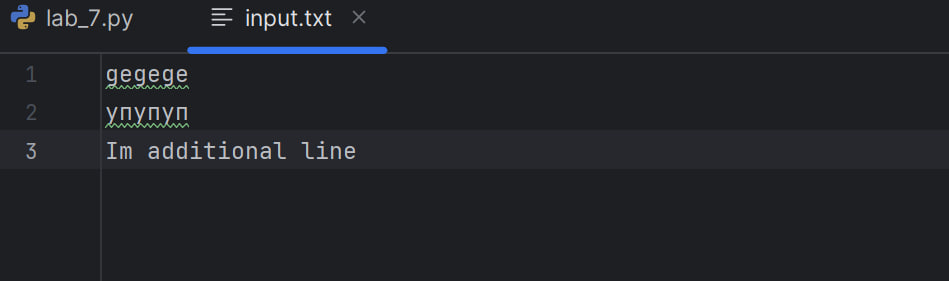 lab_7.py
input.txt
1 gegege
2 упупуп
3 Im additional line